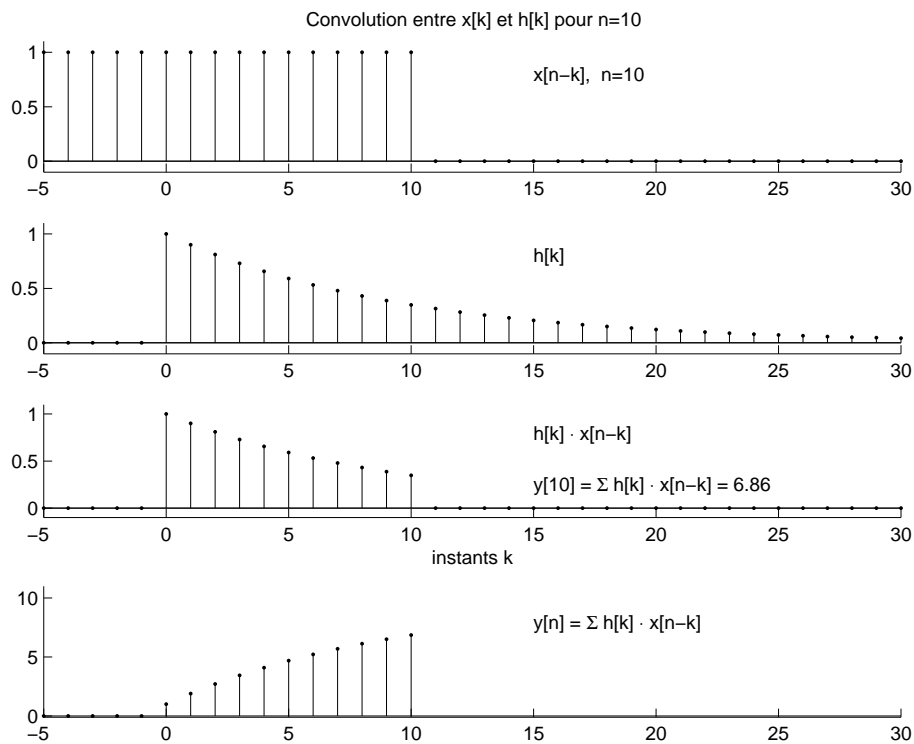 Convolution entre x[k] et h[k] pour n=10
1
0.5
0
x[n−k],  n=10
−5 0 5 10 15 20 25 30
1
0.5
0
h[k]
−5 0 5 10 15 20 25 30
1
0.5
0
h[k] · x[n−k]
y[10] = Σ h[k] · x[n−k] = 6.86
−5 0 5 10 15 20 25 30
instants k
10
5
0
y[n] = Σ h[k] · x[n−k]
−5 0 5 10 15 20 25 30